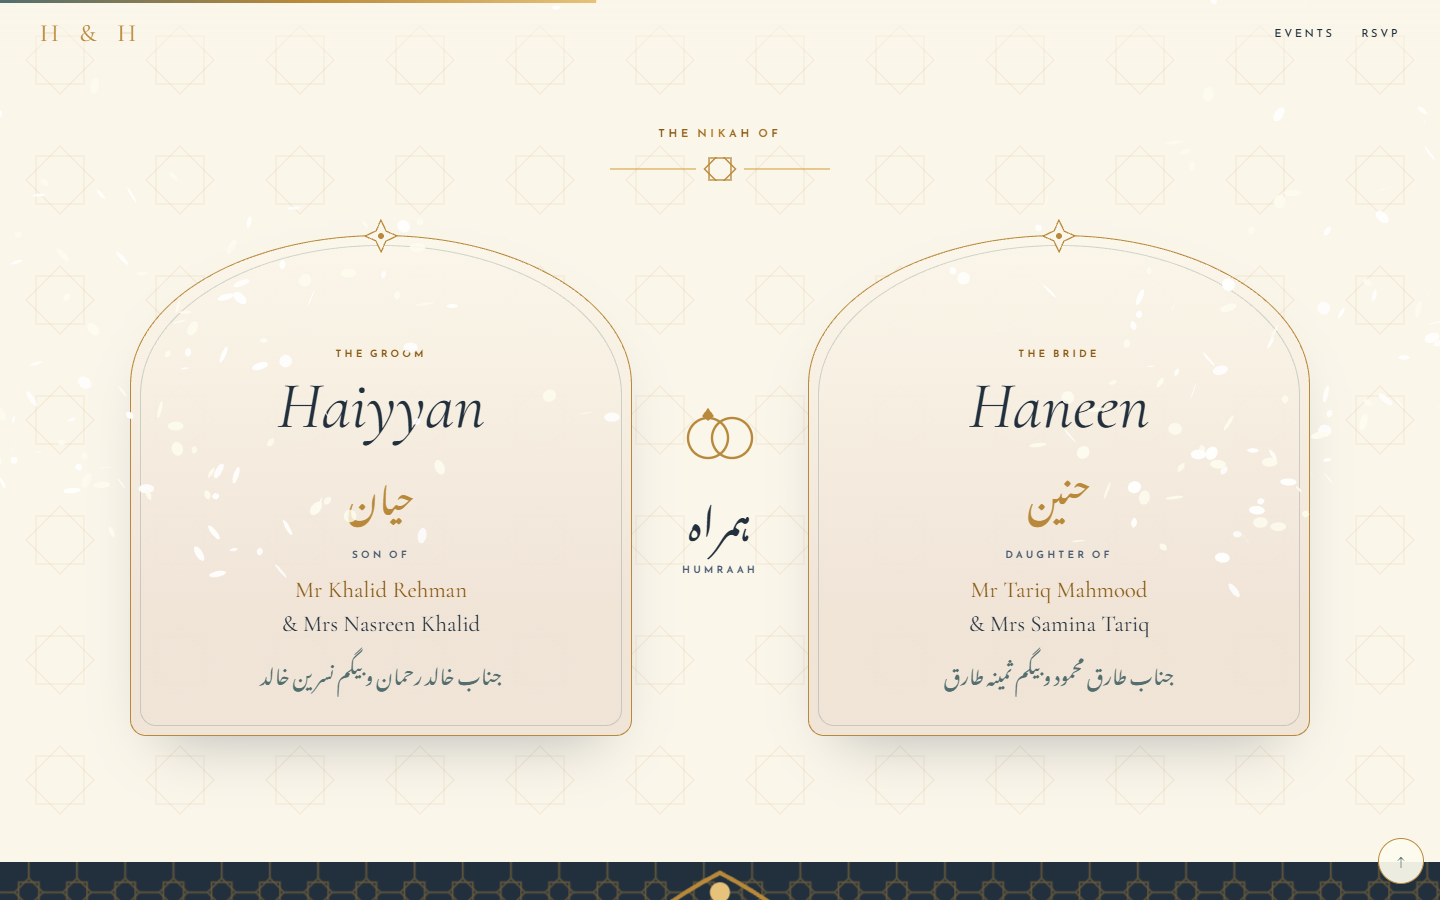 H & H
EVENTS RSVP
THE NIKAH OF
THE GROOM
Haiyyan
حیان
SON OF
Mr Khalid Rehman
& Mrs Nasreen Khalid
جناب خالد رحمان و بیگم نسرین خالد
ہمراہ
HUMRAAH
THE BRIDE
Haneen
حنین
DAUGHTER OF
Mr Tariq Mahmood
& Mrs Samina Tariq
جناب طارق محمود و بیگم ثمینہ طارق
↑